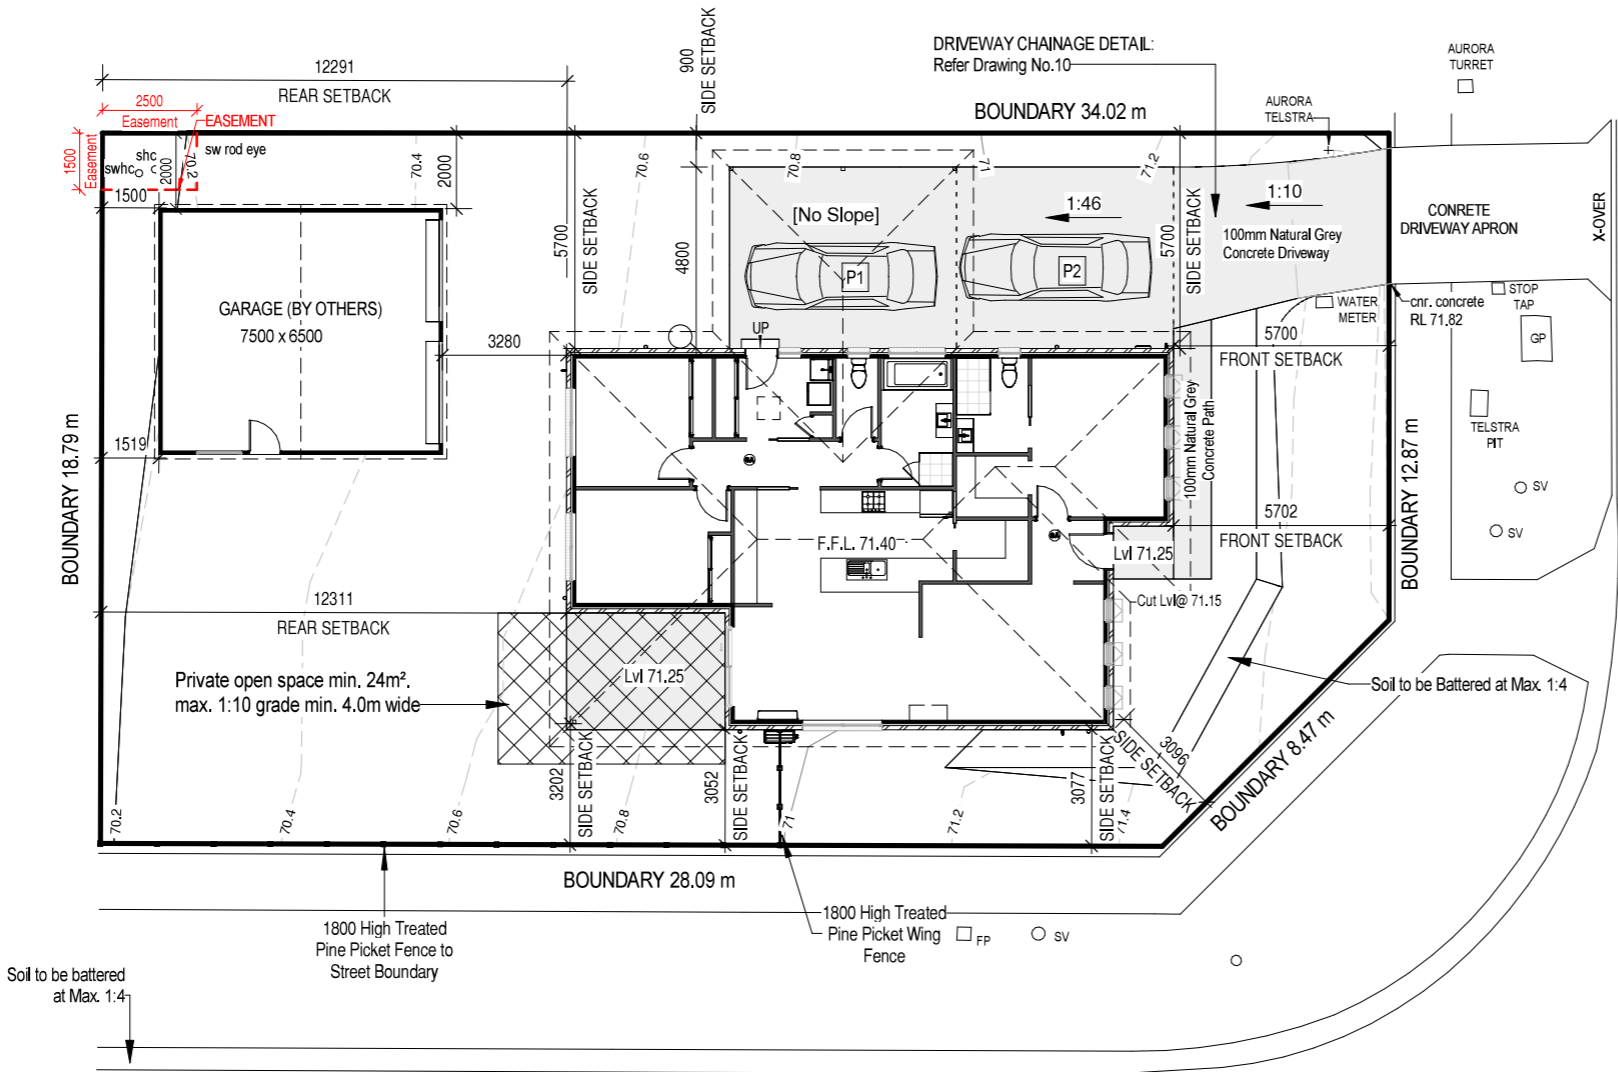 12291
REAR SETBACK
900
SIDE SETBACK
DRIVEWAY CHAINAGE DETAIL:
Refer Drawing No.10
AURORA
TURRET
2500
Easement
EASEMENT
BOUNDARY 34.02 m
AURORA
TELSTRA
1500
Easement
shc
swhc
2000
70.2
sw rod eye
70.4
2000
70.6
70.8
71
71.2
1500
5700
SIDE SETBACK
4800
[No Slope]
1:46
1:10
5700
SIDE SETBACK
100mm Natural Grey
Concrete Driveway
CONRETE
DRIVEWAY APRON
X-OVER
P1
P2
GARAGE (BY OTHERS)
7500 x 6500
WATER
METER
cnr. concrete
RL 71.82
STOP
TAP
GP
UP
3280
5700
FRONT SETBACK
BOUNDARY 18.79 m
1519
100mm Natural Grey
Concrete Path
BOUNDARY 12.87 m
TELSTRA
PIT
SV
SV
F.F.L. 71.40
Lvl 71.25
5702
FRONT SETBACK
12311
REAR SETBACK
Cut Lvl@ 71.15
Private open space min. 24m².
max. 1:10 grade min. 4.0m wide
Lvl 71.25
Soil to be Battered at Max. 1:4
3202
SIDE SETBACK
3052
SIDE SETBACK
3077
SIDE SETBACK
3096
SIDE SETBACK
BOUNDARY 8.47 m
70.2
70.4
70.6
70.8
71
71.2
71.4
BOUNDARY 28.09 m
1800 High Treated
Pine Picket Fence to
Street Boundary
1800 High Treated
Pine Picket Wing
Fence
FP
SV
Soil to be battered
at Max. 1:4